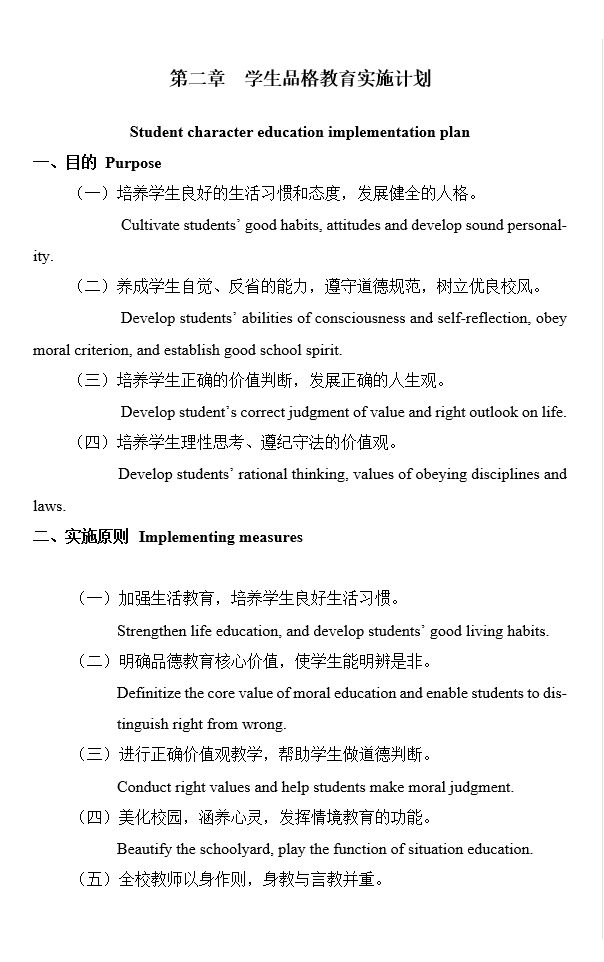 第二章　学生品格教育实施计划
Student character education implementation plan
一、目的 Purpose
（一）培养学生良好的生活习惯和态度，发展健全的人格。
Cultivate students’ good habits, attitudes and develop sound personal-
ity.
（二）养成学生自觉、反省的能力，遵守道德规范，树立优良校风。
Develop students’ abilities of consciousness and self-reflection, obey
moral criterion, and establish good school spirit.
（三）培养学生正确的价值判断，发展正确的人生观。
Develop student’s correct judgment of value and right outlook on life.
（四）培养学生理性思考、遵纪守法的价值观。
Develop students’ rational thinking, values of obeying disciplines and
laws.
二、实施原则 Implementing measures
（一）加强生活教育，培养学生良好生活习惯。
Strengthen life education, and develop students’ good living habits.
（二）明确品德教育核心价值，使学生能明辨是非。
Definitize the core value of moral education and enable students to dis-
tinguish right from wrong.
（三）进行正确价值观教学，帮助学生做道德判断。
Conduct right values and help students make moral judgment.
（四）美化校园，涵养心灵，发挥情境教育的功能。
Beautify the schoolyard, play the function of situation education.
（五）全校教师以身作则，身教与言教并重。